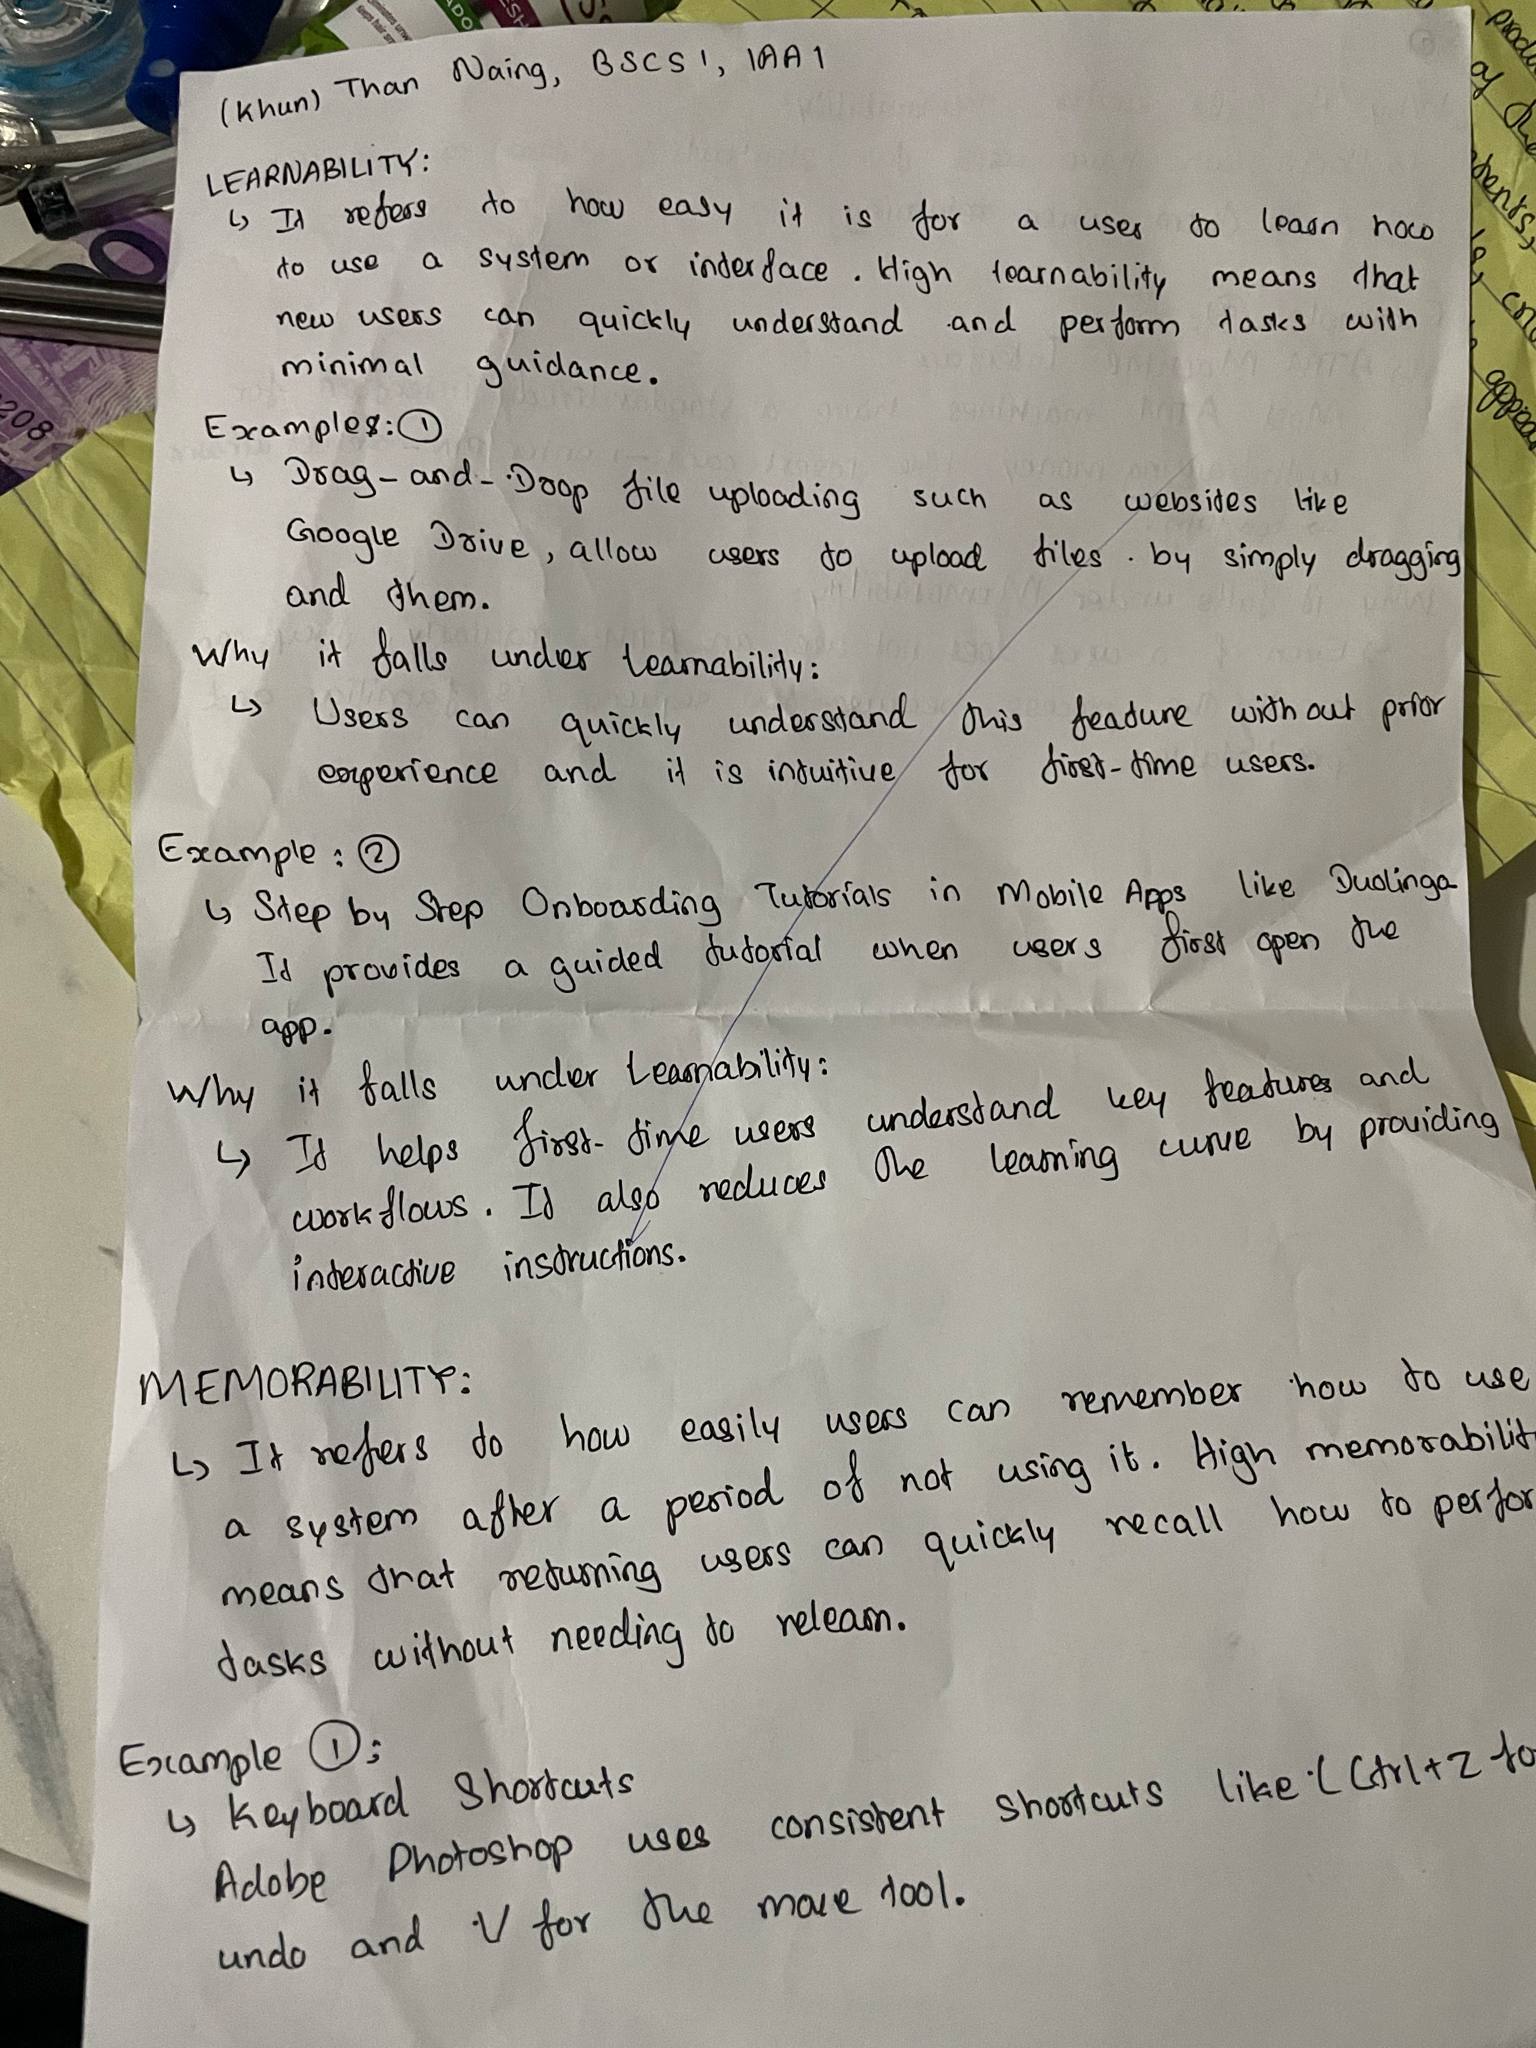 (Khun) Than Naing, BSCS 1, 1AA1
LEARNABILITY:
↳ It refers to how easy it is for a user to learn how
to use a system or interface. High learnability means that
new users can quickly understand and perform tasks with
minimal guidance.
Examples: ①
↳ Drag-and-Drop file uploading such as websites like
Google Drive, allow users to upload files by simply dragging
and them.
Why it falls under Learnability:
↳ Users can quickly understand this feature without prior
experience and it is intuitive for first-time users.
Example: ②
↳ Step by Step Onboarding Tutorials in Mobile Apps like Duolinga
It provides a guided tutorial when users first open the
app.
Why it falls under Learnability:
↳ It helps first-time users understand key features and
workflows. It also reduces the learning curve by providing
interactive instructions.
MEMORABILITY:
↳ It refers to how easily users can remember how to use
a system after a period of not using it. High memorabilit
means that returning users can quickly recall how to perfor
tasks without needing to relearn.
Example ①:
↳ Keyboard Shortcuts
Adobe Photoshop uses consistent shortcuts like (Ctrl+Z fo
undo and V for the move tool.
208
produ
of the
appear